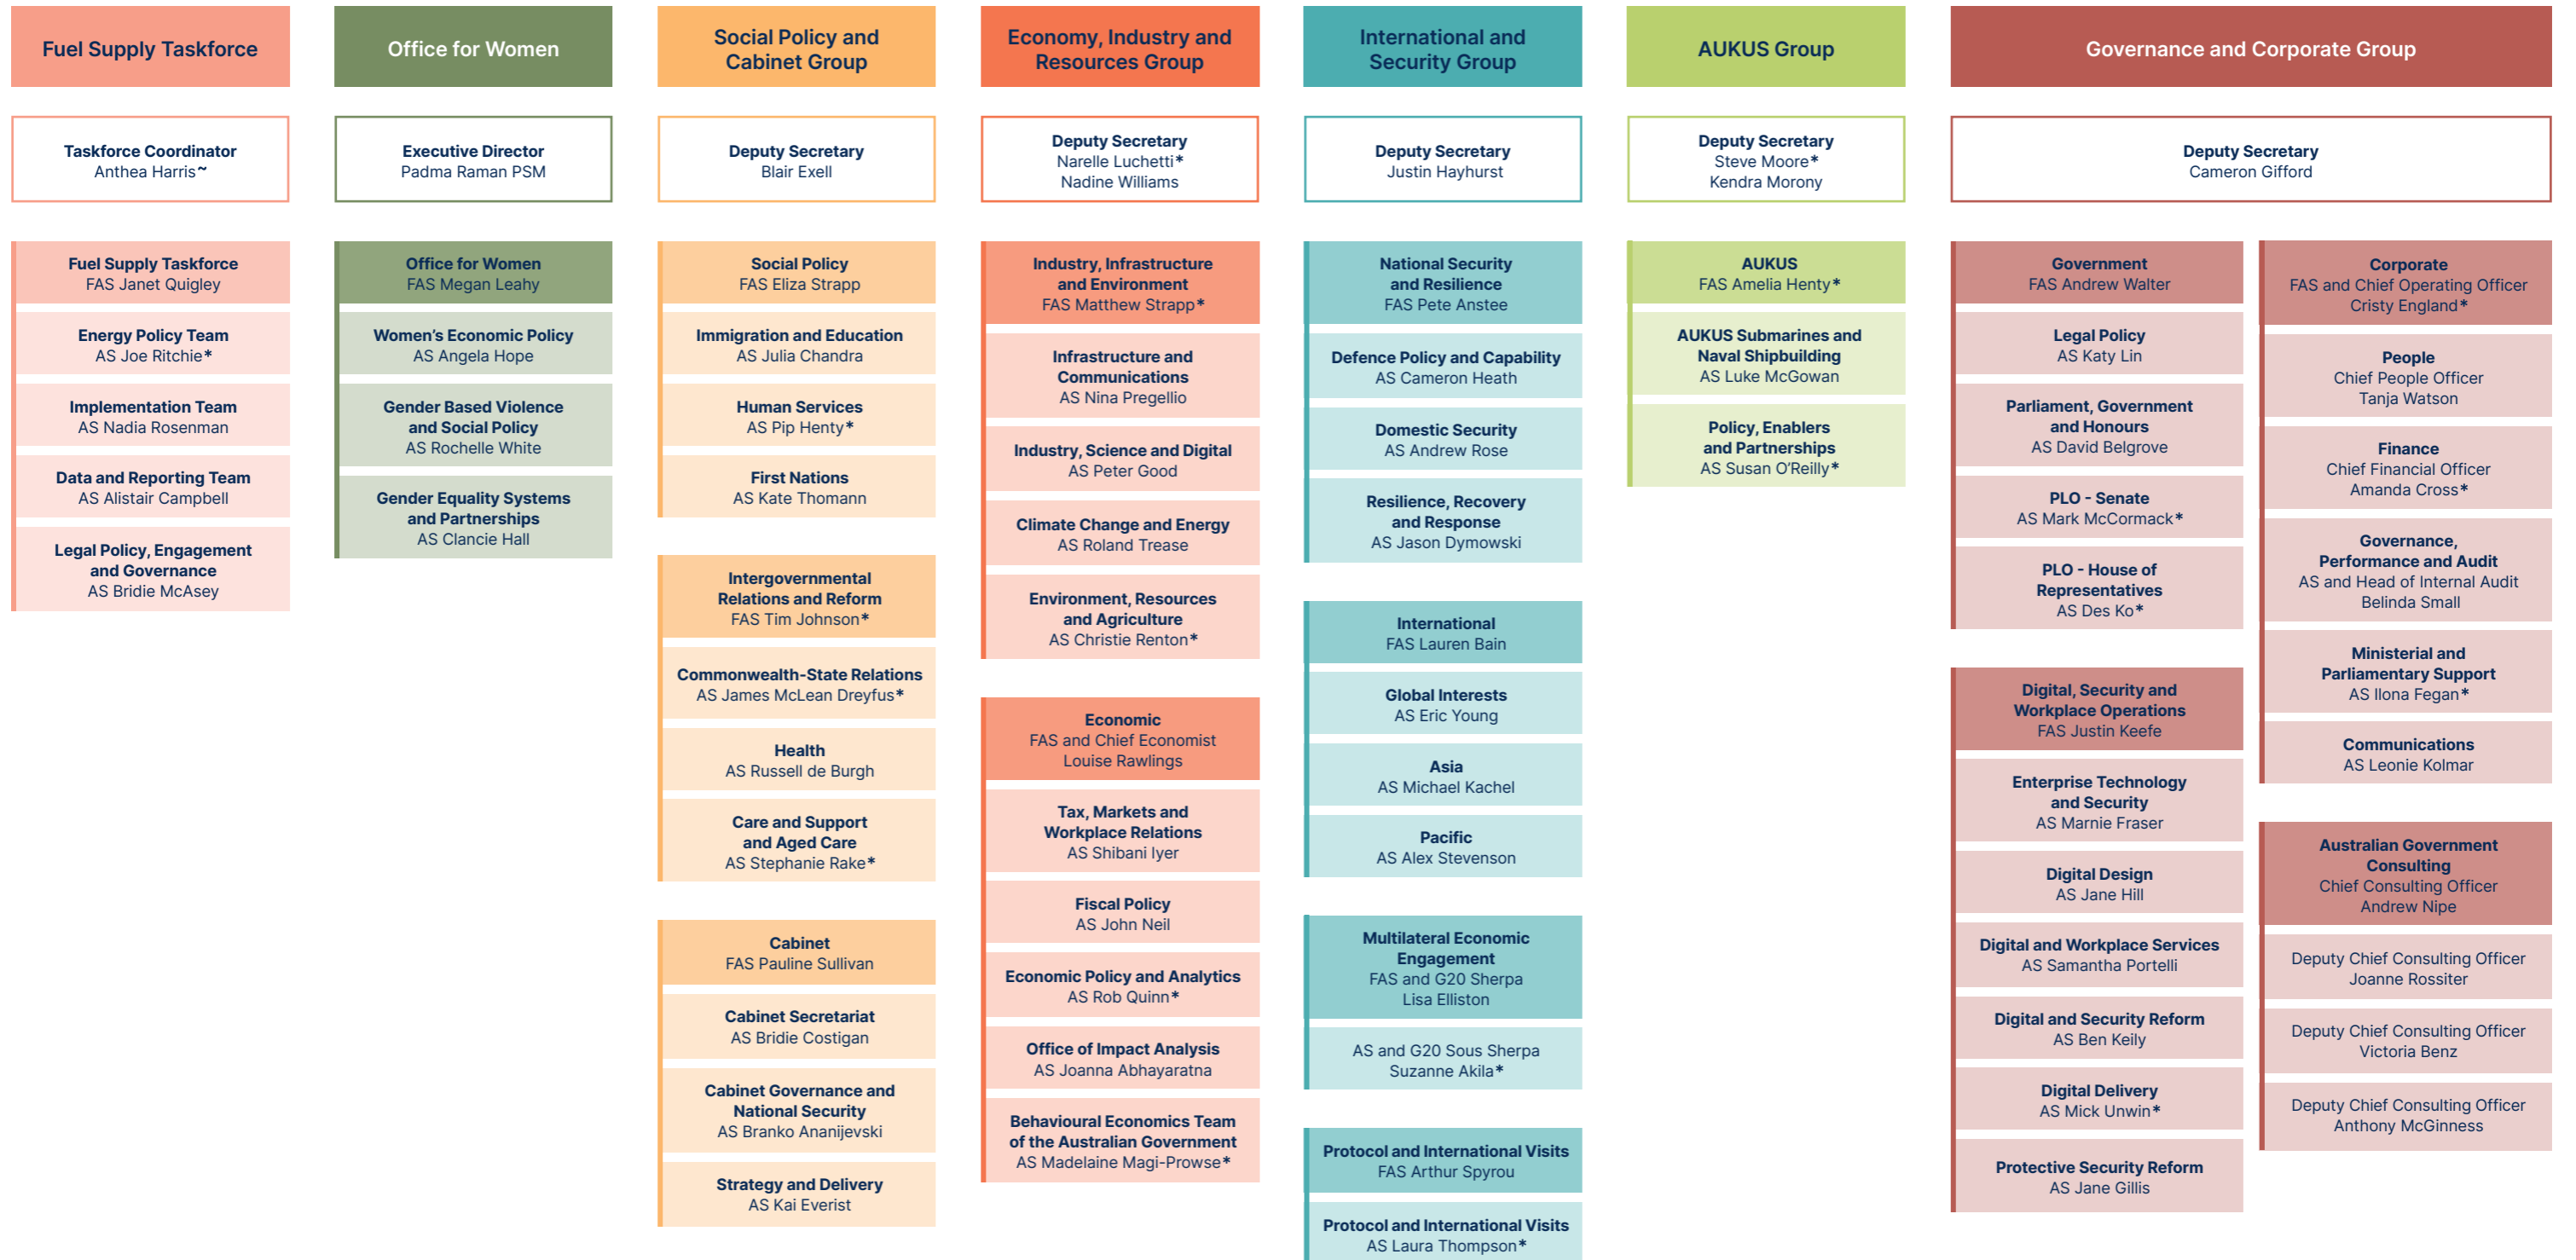 Fuel Supply Taskforce
Taskforce Coordinator
Anthea Harris~
Fuel Supply Taskforce
FAS Janet Quigley
Energy Policy Team
AS Joe Ritchie*
Implementation Team
AS Nadia Rosenman
Data and Reporting Team
AS Alistair Campbell
Legal Policy, Engagement
and Governance
AS Bridie McAsey
Office for Women
Executive Director
Padma Raman PSM
Office for Women
FAS Megan Leahy
Women's Economic Policy
AS Angela Hope
Gender Based Violence
and Social Policy
AS Rochelle White
Gender Equality Systems
and Partnerships
AS Clancie Hall
Social Policy and
Cabinet Group
Deputy Secretary
Blair Exell
Social Policy
FAS Eliza Strapp
Immigration and Education
AS Julia Chandra
Human Services
AS Pip Henty*
First Nations
AS Kate Thomann
Intergovernmental
Relations and Reform
FAS Tim Johnson*
Commonwealth-State Relations
AS James McLean Dreyfus*
Health
AS Russell de Burgh
Care and Support
and Aged Care
AS Stephanie Rake*
Cabinet
FAS Pauline Sullivan
Cabinet Secretariat
AS Bridie Costigan
Cabinet Governance and
National Security
AS Branko Ananijevski
Strategy and Delivery
AS Kai Everist
Economy, Industry and
Resources Group
Deputy Secretary
Narelle Luchetti*
Nadine Williams
Industry, Infrastructure
and Environment
FAS Matthew Strapp*
Infrastructure and
Communications
AS Nina Pregellio
Industry, Science and Digital
AS Peter Good
Climate Change and Energy
AS Roland Trease
Environment, Resources
and Agriculture
AS Christie Renton*
Economic
FAS and Chief Economist
Louise Rawlings
Tax, Markets and
Workplace Relations
AS Shibani Iyer
Fiscal Policy
AS John Neil
Economic Policy and Analytics
AS Rob Quinn*
Office of Impact Analysis
AS Joanna Abhayaratna
Behavioural Economics Team
of the Australian Government
AS Madelaine Magi-Prowse*
International and
Security Group
Deputy Secretary
Justin Hayhurst
National Security
and Resilience
FAS Pete Anstee
Defence Policy and Capability
AS Cameron Heath
Domestic Security
AS Andrew Rose
Resilience, Recovery
and Response
AS Jason Dymowski
International
FAS Lauren Bain
Global Interests
AS Eric Young
Asia
AS Michael Kachel
Pacific
AS Alex Stevenson
Multilateral Economic
Engagement
FAS and G20 Sherpa
Lisa Elliston
AS and G20 Sous Sherpa
Suzanne Akila*
Protocol and International Visits
FAS Arthur Spyrou
Protocol and International Visits
AS Laura Thompson*
AUKUS Group
Deputy Secretary
Steve Moore*
Kendra Morony
AUKUS
FAS Amelia Henty*
AUKUS Submarines and
Naval Shipbuilding
AS Luke McGowan
Policy, Enablers
and Partnerships
AS Susan O'Reilly*
Governance and Corporate Group
Deputy Secretary
Cameron Gifford
Government
FAS Andrew Walter
Legal Policy
AS Katy Lin
Parliament, Government
and Honours
AS David Belgrove
PLO - Senate
AS Mark McCormack*
PLO - House of
Representatives
AS Des Ko*
Digital, Security and
Workplace Operations
FAS Justin Keefe
Enterprise Technology
and Security
AS Marnie Fraser
Digital Design
AS Jane Hill
Digital and Workplace Services
AS Samantha Portelli
Digital and Security Reform
AS Ben Keily
Digital Delivery
AS Mick Unwin*
Protective Security Reform
AS Jane Gillis
Corporate
FAS and Chief Operating Officer
Cristy England*
People
Chief People Officer
Tanja Watson
Finance
Chief Financial Officer
Amanda Cross*
Governance,
Performance and Audit
AS and Head of Internal Audit
Belinda Small
Ministerial and
Parliamentary Support
AS Ilona Fegan*
Communications
AS Leonie Kolmar
Australian Government
Consulting
Chief Consulting Officer
Andrew Nipe
Deputy Chief Consulting Officer
Joanne Rossiter
Deputy Chief Consulting Officer
Victoria Benz
Deputy Chief Consulting Officer
Anthony McGinness